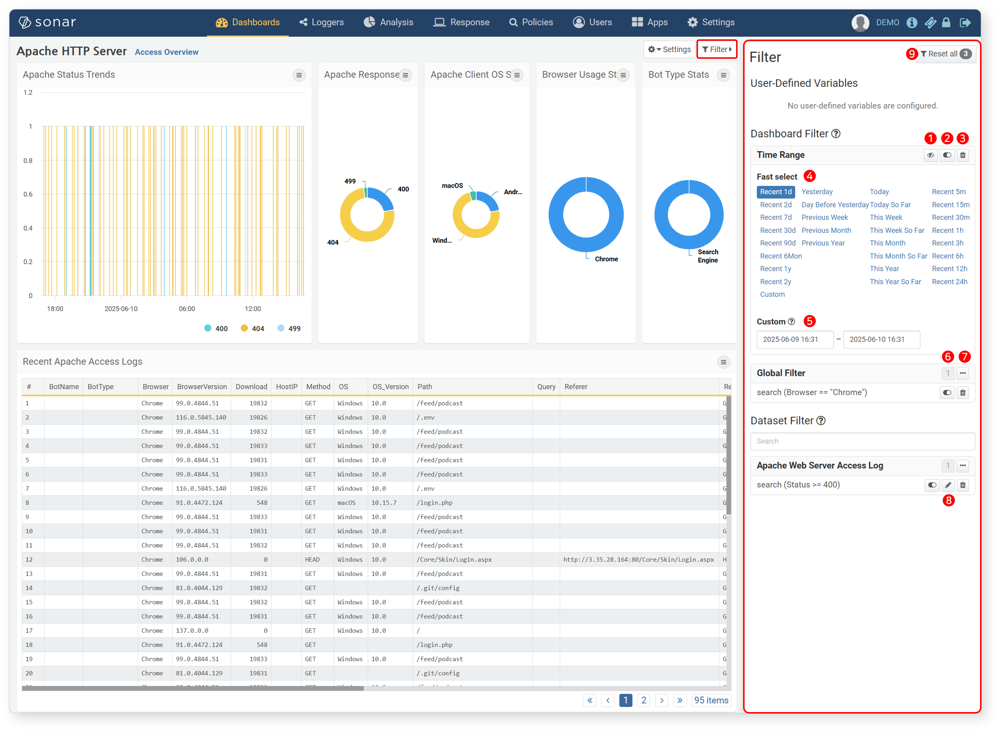 sonar
Dashboards
Loggers
Analysis
Response
Policies
Users
Apps
Settings
DEMO
Apache HTTP Server Access Overview
Settings
Filter
Apache Status Trends
1.2
1
0.8
0.6
0.4
0.2
0
18:00 2025-06-10 06:00 12:00
400 404 499
Apache Response
499
400
404
Apache Client OS S
macOS
Andr...
Wind...
Browser Usage St
Chrome
Bot Type Stats
Search
Engine
Recent Apache Access Logs
# BotName BotType Browser BrowserVersion Download HostIP Method OS OS_Version Path Query Referer Re
1 Chrome 99.0.4844.51 19832 GET Windows 10.0 /feed/podcast G
2 Chrome 116.0.5845.140 19826 GET Windows 10.0 /.env G
3 Chrome 99.0.4844.51 19832 GET Windows 10.0 /feed/podcast G
4 Chrome 99.0.4844.51 19833 GET Windows 10.0 /feed/podcast G
5 Chrome 99.0.4844.51 19831 GET Windows 10.0 /feed/podcast G
6 Chrome 99.0.4844.51 19833 GET Windows 10.0 /feed/podcast G
7 Chrome 116.0.5845.140 19826 GET Windows 10.0 /.env G
8 Chrome 91.0.4472.124 548 GET macOS 10.15.7 /login.php G
9 Chrome 99.0.4844.51 19833 GET Windows 10.0 /feed/podcast G
10 Chrome 99.0.4844.51 19831 GET Windows 10.0 /feed/podcast G
11 Chrome 99.0.4844.51 19832 GET Windows 10.0 /feed/podcast G
12 Chrome 106.0.0.0 0 HEAD Windows 10.0 /Core/Skin/Login.aspx http://3.35.28.164:80/Core/Skin/Login.aspx H
13 Chrome 99.0.4844.51 19831 GET Windows 10.0 /feed/podcast G
14 Chrome 81.0.4044.129 19832 GET /.git/config G
15 Chrome 99.0.4844.51 19832 GET Windows 10.0 /feed/podcast G
16 Chrome 99.0.4844.51 19831 GET Windows 10.0 /feed/podcast G
17 Chrome 137.0.0.0 0 GET Windows 10.0 / G
18 Chrome 91.0.4472.124 548 GET /login.php G
19 Chrome 99.0.4844.51 19833 GET Windows 10.0 /feed/podcast G
20 Chrome 81.0.4044.129 19831 GET /.git/config G
« ‹ 1 2 › » 95 items
Filter
9 Reset all 3
User-Defined Variables
No user-defined variables are configured.
Dashboard Filter ?
1 2 3
Time Range
Fast select 4
Recent 1d Yesterday Today Recent 5m
Recent 2d Day Before Yesterday Today So Far Recent 15m
Recent 7d Previous Week This Week Recent 30m
Recent 30d Previous Month This Week So Far Recent 1h
Recent 90d Previous Year This Month Recent 3h
Recent 6Mon This Month So Far Recent 6h
Recent 1y This Year Recent 12h
Recent 2y This Year So Far Recent 24h
Custom
Custom ? 5
2025-06-09 16:31 – 2025-06-10 16:31
6 7
Global Filter 1 ...
search (Browser == "Chrome")
Dataset Filter ?
Search
Apache Web Server Access Log 1 ...
search (Status >= 400)
8